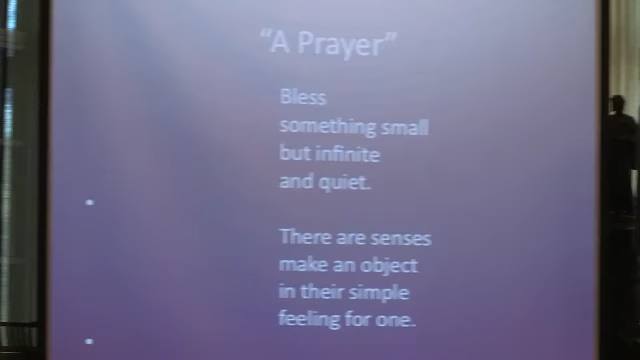 “A Prayer”
Bless
something small
but infinite
and quiet.
There are senses
make an object
in their simple
feeling for one.